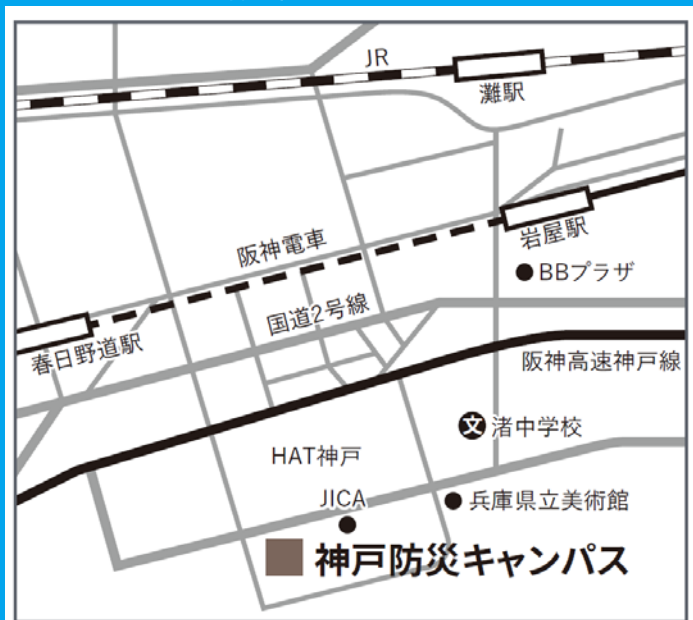 JR
灘駅
阪神電車
岩屋駅
BBプラザ
国道2号線
春日野道駅
阪神高速神戸線
文 渚中学校
HAT神戸
JICA
兵庫県立美術館
神戸防災キャンパス